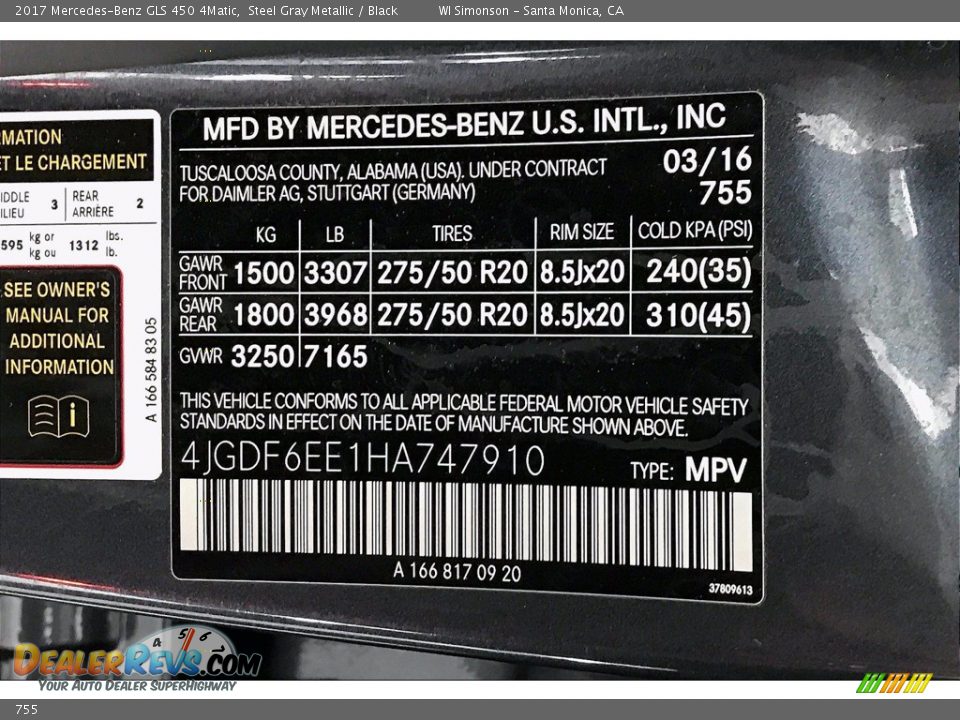 2017 Mercedes-Benz GLS 450 4Matic, Steel Gray Metallic / Black WI Simonson - Santa Monica, CA
ET LE CHARGEMENT
3 REAR 2
ARRIÈRE
595 kg or 1312 lbs.
kg ou lb.
SEE OWNER'S
MANUAL FOR
ADDITIONAL
INFORMATION
i
A 166 584 83 05
MFD BY MERCEDES-BENZ U.S. INTL., INC
TUSCALOOSA COUNTY, ALABAMA (USA). UNDER CONTRACT 03/16
FOR DAIMLER AG, STUTTGART (GERMANY) 755
KG LB TIRES RIM SIZE COLD KPA (PSI)
GAWR FRONT 1500 3307 275/50 R20 8.5Jx20 240(35)
GAWR REAR 1800 3968 275/50 R20 8.5Jx20 310(45)
GVWR 3250 7165
THIS VEHICLE CONFORMS TO ALL APPLICABLE FEDERAL MOTOR VEHICLE SAFETY
STANDARDS IN EFFECT ON THE DATE OF MANUFACTURE SHOWN ABOVE.
4JGDF6EE1HA747910 TYPE: MPV
A 166 817 09 20
37809613
4 5 6
DEALERREVS.COM
YOUR AUTO DEALER SUPERHIGHWAY
755